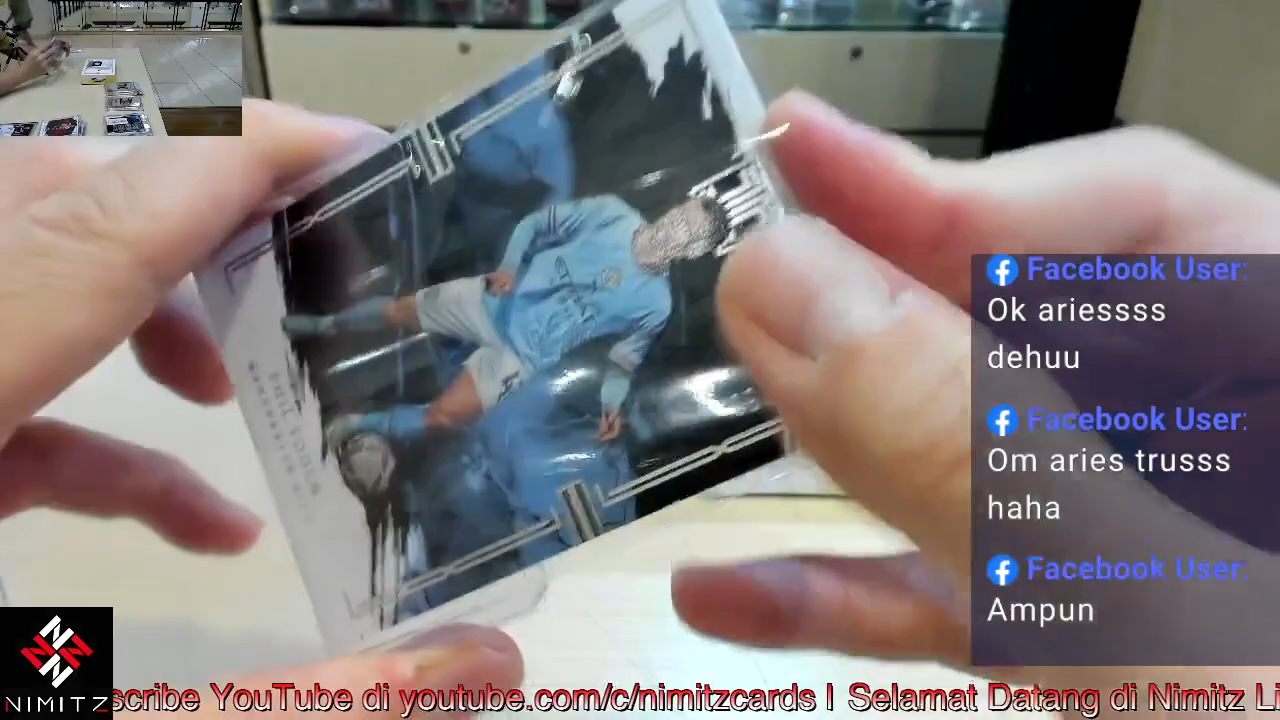 Facebook User:
Ok ariessss
dehuu
Facebook User:
Om aries trusss
haha
Facebook User:
Ampun
NIMITZ
scribe YouTube di youtube.com/c/nimitzcards I Selamat Datang di Nimitz Li